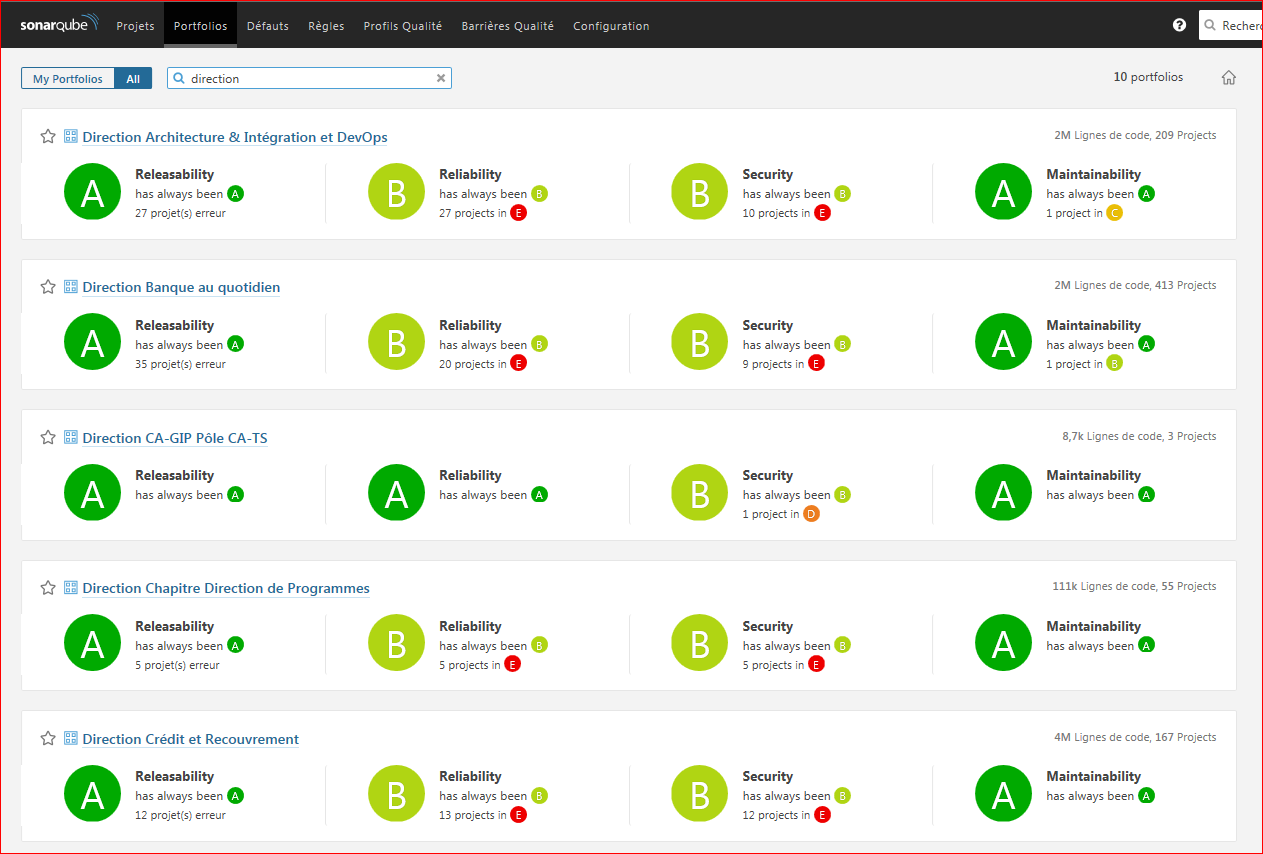 sonarqube Projets Portfolios Défauts Règles Profils Qualité Barrières Qualité Configuration ? Recherc
My Portfolios All direction 10 portfolios
Direction Architecture & Intégration et DevOps 2M Lignes de code, 209 Projects
A Releasability B Reliability B Security A Maintainability
has always been A has always been B has always been B has always been A
27 projet(s) erreur 27 projects in E 10 projects in E 1 project in C
Direction Banque au quotidien 2M Lignes de code, 413 Projects
A Releasability B Reliability B Security A Maintainability
has always been A has always been B has always been B has always been A
35 projet(s) erreur 20 projects in E 9 projects in E 1 project in B
Direction CA-GIP Pôle CA-TS 8,7k Lignes de code, 3 Projects
A Releasability A Reliability B Security A Maintainability
has always been A has always been A has always been B has always been A
1 project in D
Direction Chapitre Direction de Programmes 111k Lignes de code, 55 Projects
A Releasability B Reliability B Security A Maintainability
has always been A has always been B has always been B has always been A
5 projet(s) erreur 5 projects in E 5 projects in E
Direction Crédit et Recouvrement 4M Lignes de code, 167 Projects
A Releasability B Reliability B Security A Maintainability
has always been A has always been B has always been B has always been A
12 projet(s) erreur 13 projects in E 12 projects in E